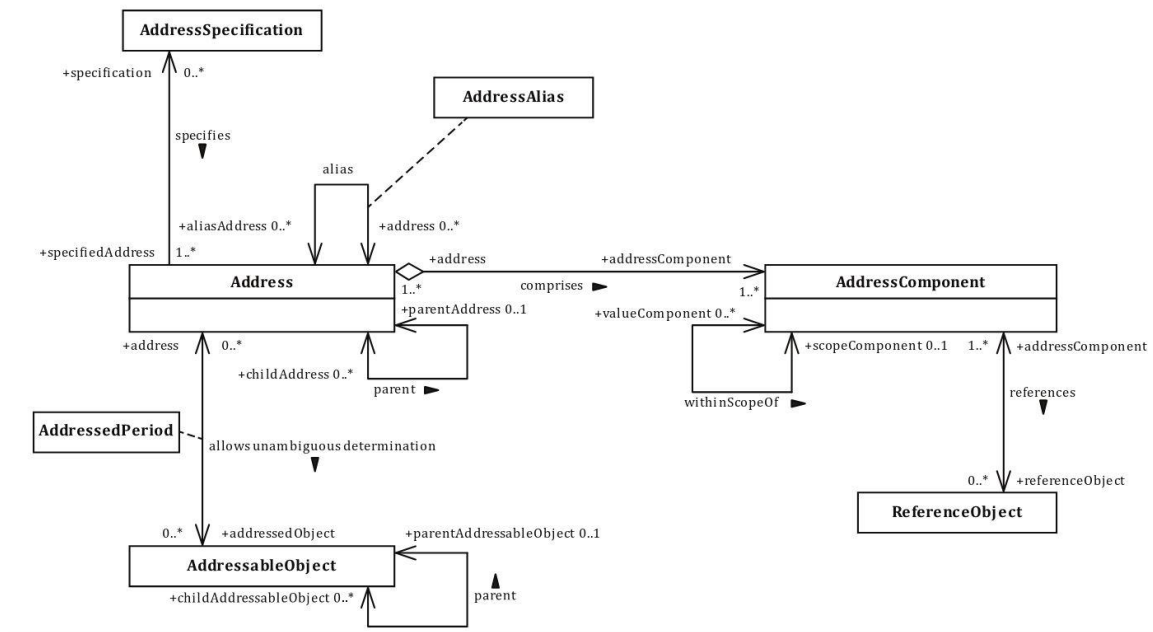 AddressSpecification
+specification 0..*
AddressAlias
specifies
alias
+aliasAddress 0..* +address 0..*
+specifiedAddress 1..*
+address +addressComponent
Address
AddressComponent
1..* comprises 1..*
+parentAddress 0..1 +valueComponent 0..*
+address 0..* +scopeComponent 0..1 1..* +addressComponent
+childAddress 0..*
parent references
withinScopeOf
AddressedPeriod
allows unambiguous determination
0..* +referenceObject
ReferenceObject
0..* +addressedObject +parentAddressableObject 0..1
AddressableObject
+childAddressableObject 0..* parent